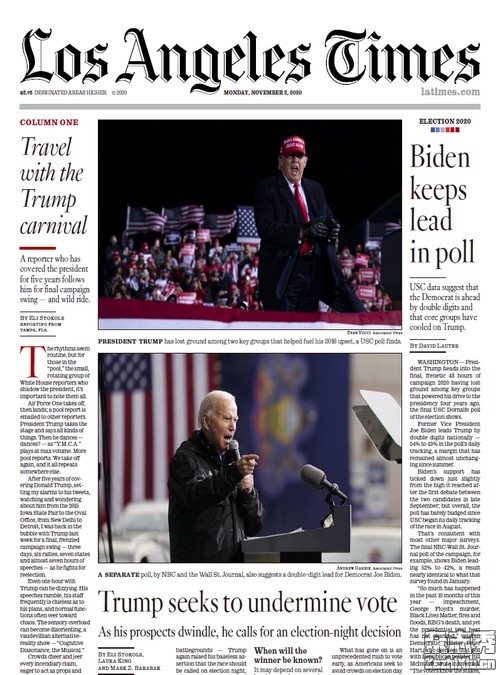 Los Angeles Times
$2.75 DESIGNATED AREAS HIGHER © 2020
MONDAY, NOVEMBER 2, 2020
latimes.com
COLUMN ONE
Travel
with the
Trump
carnival
A reporter who has
covered the president
for five years follows
him for final campaign
swing — and wild ride.
BY ELI STOKOLS
REPORTING FROM
TAMPA, FLA.
The rhythms seem
routine, but for
those in the
“pool,” the small,
rotating group of
White House reporters who
shadow the president, it’s
important to note them all.
Air Force One takes off,
then lands; a pool report is
emailed to other reporters.
President Trump takes the
stage and says all kinds of
things. Then he dances —
dances? — as “Y.M.C.A.”
plays at max volume. More
pool reports. We take off
again, and it all repeats
somewhere else.
After five years of cov-
ering Donald Trump, set-
ting my alarms to his tweets,
watching and wondering
about him from the 2015
Iowa State Fair to the Oval
Office, from New Delhi to
Detroit, I was back in the
bubble with Trump last
week for a final, frenzied
campaign swing — three
days, six rallies, seven states
and almost seven hours of
speeches — as he fights for
reelection.
Even one hour with
Trump can be dizzying. His
speeches ramble, his staff
frequently is clueless as to
his plans, and normal func-
tions often veer toward
chaos. The sensory overload
can become disorienting, a
vaudevillian alternative-
reality show — “Cognitive
Dissonance, the Musical.”
Crowds cheer and jeer
every incendiary claim,
eager to act as props and
EVAN VUCCI Associated Press
PRESIDENT TRUMP has lost ground among two key groups that helped fuel his 2016 upset, a USC poll finds.
ANDREW HARNIK Associated Press
A SEPARATE poll, by NBC and the Wall St. Journal, also suggests a double-digit lead for Democrat Joe Biden.
Trump seeks to undermine vote
As his prospects dwindle, he calls for an election-night decision
BY ELI STOKOLS,
LAURA KING
AND MARK Z. BARABAK
battlegrounds — Trump
again raised his baseless as-
sertion that the race should
be called on election night,
When will the
winner be known?
It may depend on several
What has gone in an
unprecedented rush to vote
early, as Americans seek to
avoid crowds on election day
ELECTION 2020
Biden
keeps
lead
in poll
USC data suggest that
the Democrat is ahead
by double digits and
that core groups have
cooled on Trump.
BY DAVID LAUTER
WASHINGTON — Presi-
dent Trump heads into the
final, frenetic 48 hours of
campaign 2020 having lost
ground among key groups
that powered his drive to the
presidency four years ago,
the final USC Dornsife poll
of the election shows.
Former Vice President
Joe Biden leads Trump by
double digits nationally —
54% to 43% in the poll’s daily
tracking, a margin that has
remained almost unchang-
ing since summer.
Biden’s support has
ticked down just slightly
from the high it reached af-
ter the first debate between
the two candidates in late
September; but overall, the
poll has barely budged since
USC began its daily tracking
of the race in August.
That’s consistent with
most other major surveys.
The final NBC-Wall St. Jour-
nal poll of the campaign, for
example, shows Biden lead-
ing 52% to 42%, a result
nearly identical to what that
survey found in January.
“So much has happened
in the past 10 months of this
year — impeachment,
George Floyd’s murder,
Black Lives Matter, fires and
floods, RBG’s death, and yet